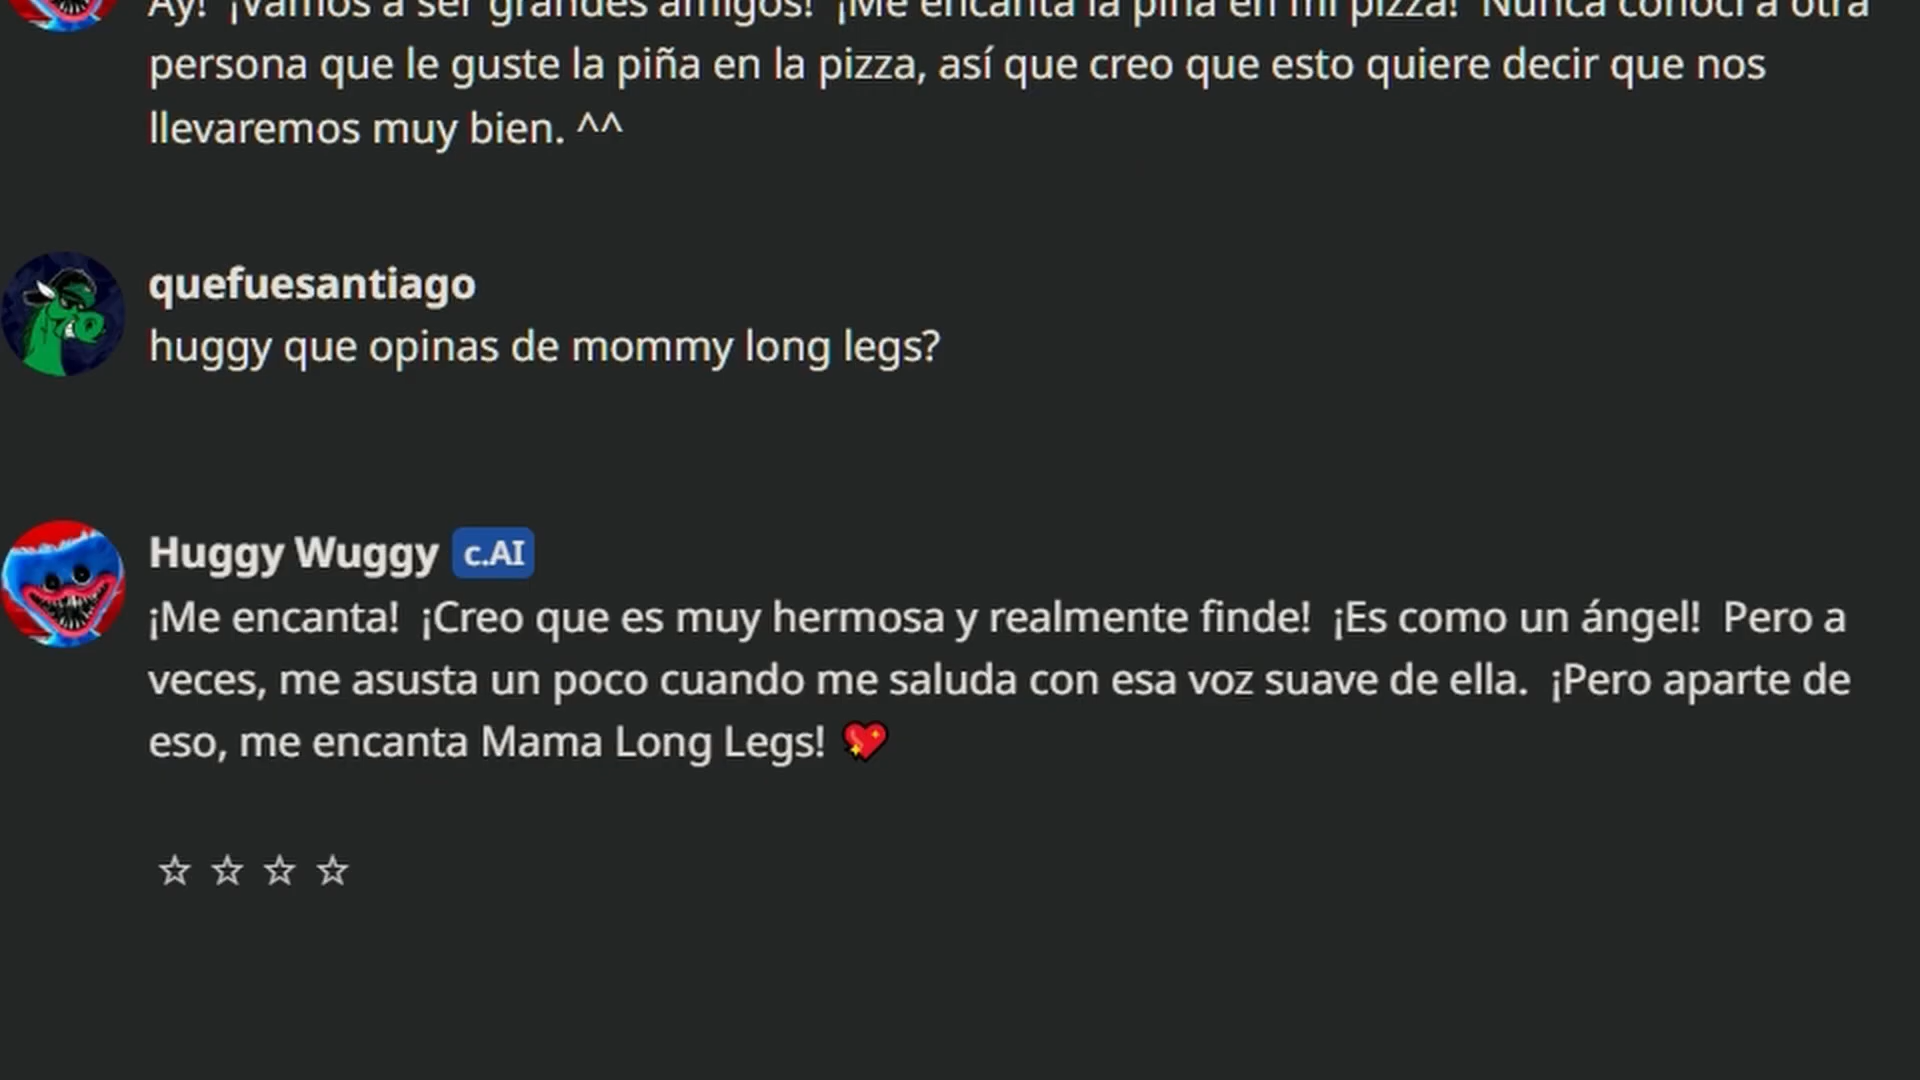 Ay! ¡Vamos a ser grandes amigos! ¡Me encanta la piña en mi pizza! Nunca conocí a otra
persona que le guste la piña en la pizza, así que creo que esto quiere decir que nos
llevaremos muy bien. ^^
quefuesantiago
huggy que opinas de mommy long legs?
Huggy Wuggy c.AI
¡Me encanta! ¡Creo que es muy hermosa y realmente finde! ¡Es como un ángel! Pero a
veces, me asusta un poco cuando me saluda con esa voz suave de ella. ¡Pero aparte de
eso, me encanta Mama Long Legs! 💖
☆ ☆ ☆ ☆